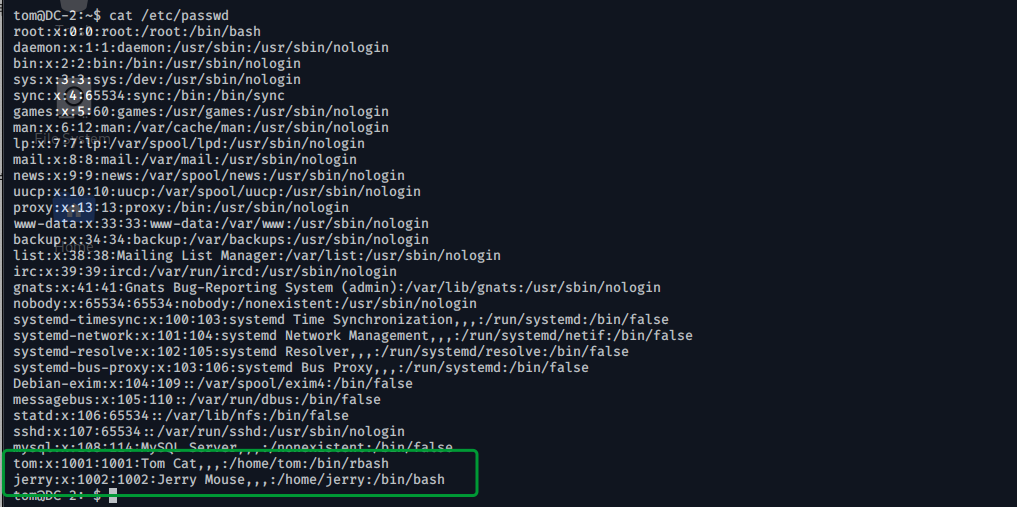 tom@DC-2:~$ cat /etc/passwd
root:x:0:0:root:/root:/bin/bash
daemon:x:1:1:daemon:/usr/sbin:/usr/sbin/nologin
bin:x:2:2:bin:/bin:/usr/sbin/nologin
sys:x:3:3:sys:/dev:/usr/sbin/nologin
sync:x:4:65534:sync:/bin:/bin/sync
games:x:5:60:games:/usr/games:/usr/sbin/nologin
man:x:6:12:man:/var/cache/man:/usr/sbin/nologin
lp:x:7:7:lp:/var/spool/lpd:/usr/sbin/nologin
mail:x:8:8:mail:/var/mail:/usr/sbin/nologin
news:x:9:9:news:/var/spool/news:/usr/sbin/nologin
uucp:x:10:10:uucp:/var/spool/uucp:/usr/sbin/nologin
proxy:x:13:13:proxy:/bin:/usr/sbin/nologin
www-data:x:33:33:www-data:/var/www:/usr/sbin/nologin
backup:x:34:34:backup:/var/backups:/usr/sbin/nologin
list:x:38:38:Mailing List Manager:/var/list:/usr/sbin/nologin
irc:x:39:39:ircd:/var/run/ircd:/usr/sbin/nologin
gnats:x:41:41:Gnats Bug-Reporting System (admin):/var/lib/gnats:/usr/sbin/nologin
nobody:x:65534:65534:nobody:/nonexistent:/usr/sbin/nologin
systemd-timesync:x:100:103:systemd Time Synchronization,,,:/run/systemd:/bin/false
systemd-network:x:101:104:systemd Network Management,,,:/run/systemd/netif:/bin/false
systemd-resolve:x:102:105:systemd Resolver,,,:/run/systemd/resolve:/bin/false
systemd-bus-proxy:x:103:106:systemd Bus Proxy,,,:/run/systemd:/bin/false
Debian-exim:x:104:109::/var/spool/exim4:/bin/false
messagebus:x:105:110::/var/run/dbus:/bin/false
statd:x:106:65534::/var/lib/nfs:/bin/false
sshd:x:107:65534::/var/run/sshd:/usr/sbin/nologin
mysql:x:108:114:MySQL Server,,,:/nonexistent:/bin/false
tom:x:1001:1001:Tom Cat,,,:/home/tom:/bin/rbash
jerry:x:1002:1002:Jerry Mouse,,,:/home/jerry:/bin/bash
tom@DC-2:~$
File System
Home